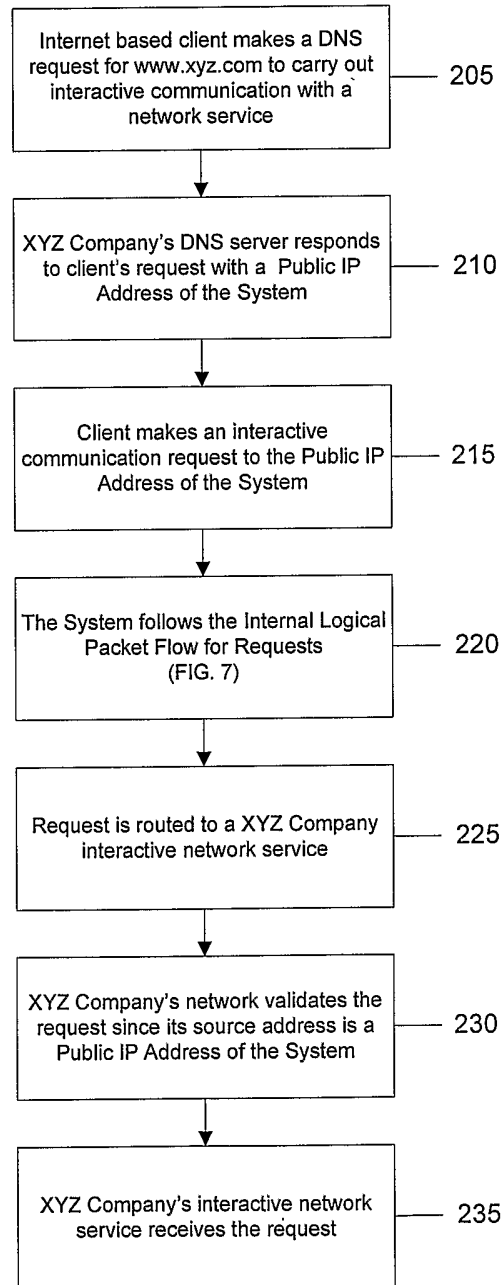 Internet based client makes a DNS
request for www.xyz.com to carry out
interactive communication with a
network service
205
XYZ Company's DNS server responds
to client's request with a Public IP
Address of the System
210
Client makes an interactive
communication request to the Public IP
Address of the System
215
The System follows the Internal Logical
Packet Flow for Requests
(FIG. 7)
220
Request is routed to a XYZ Company
interactive network service
225
XYZ Company's network validates the
request since its source address is a
Public IP Address of the System
230
XYZ Company's interactive network
service receives the request
235